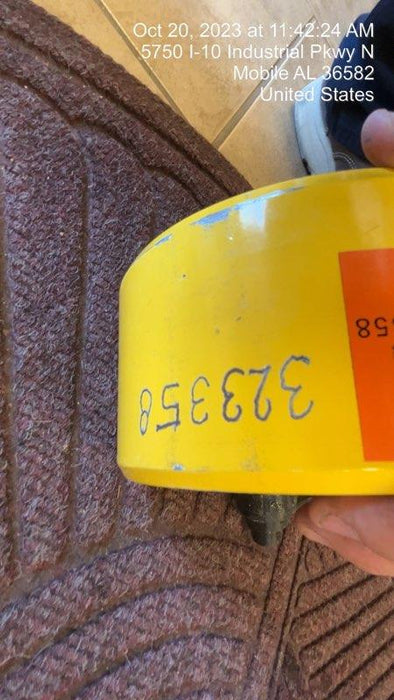 Oct 20, 2023 at 11:42:24 AM
5750 I-10 Industrial Pkwy N
Mobile AL 36582
United States
323358
58